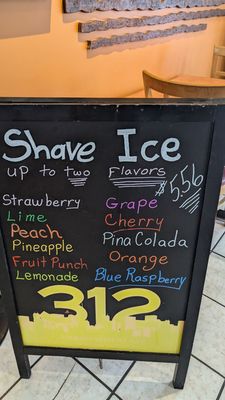 Shave Ice
up to two Flavors
$5.56
Strawberry
Lime
Peach
Pineapple
Fruit Punch
Lemonade
Grape
Cherry
Pina Colada
Orange
Blue Raspberry
312